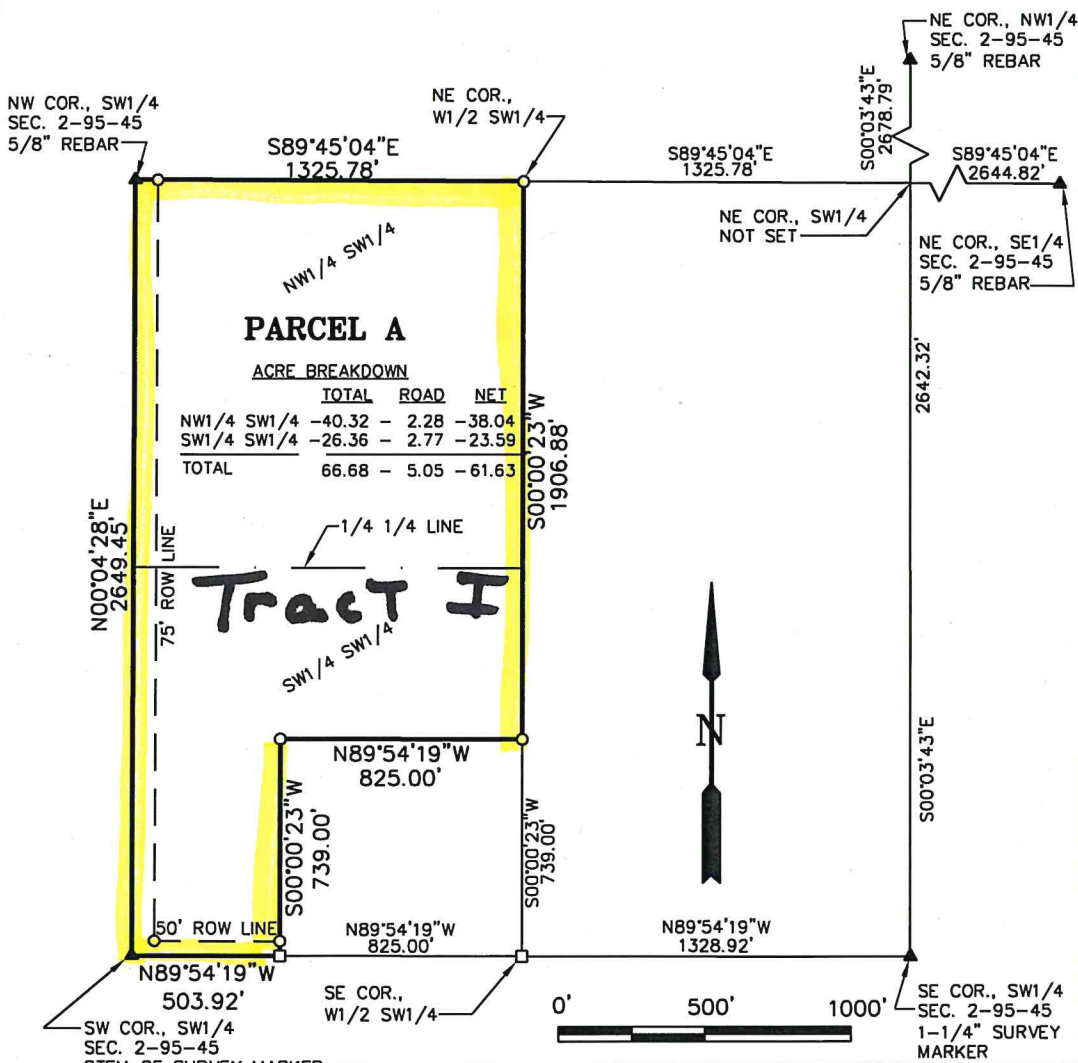 NE COR., NW1/4
SEC. 2-95-45
5/8" REBAR
S00°03'43"E
2678.79'
NW COR., SW1/4
SEC. 2-95-45
5/8" REBAR
NE COR.,
W1/2 SW1/4
S89°45'04"E
1325.78'
S89°45'04"E
1325.78'
S89°45'04"E
2644.82'
NE COR., SW1/4
NOT SET
NE COR., SE1/4
SEC. 2-95-45
5/8" REBAR
NW1/4 SW1/4
PARCEL A
ACRE BREAKDOWN
TOTAL ROAD NET
NW1/4 SW1/4 -40.32 - 2.28 -38.04
SW1/4 SW1/4 -26.36 - 2.77 -23.59
TOTAL 66.68 - 5.05 -61.63
S00°00'23"W
1906.88'
2642.32'
N00°04'28"E
2649.45'
75' ROW LINE
1/4 1/4 LINE
Tract I
SW1/4 SW1/4
N
S00°03'43"E
N89°54'19"W
825.00'
S00°00'23"W
739.00'
S00°00'23"W
739.00'
50' ROW LINE
N89°54'19"W
825.00'
N89°54'19"W
1328.92'
N89°54'19"W
503.92'
SE COR.,
W1/2 SW1/4
0' 500' 1000'
SE COR., SW1/4
SEC. 2-95-45
1-1/4" SURVEY
MARKER
SW COR., SW1/4
SEC. 2-95-45
STEM OF SURVEY MARKER